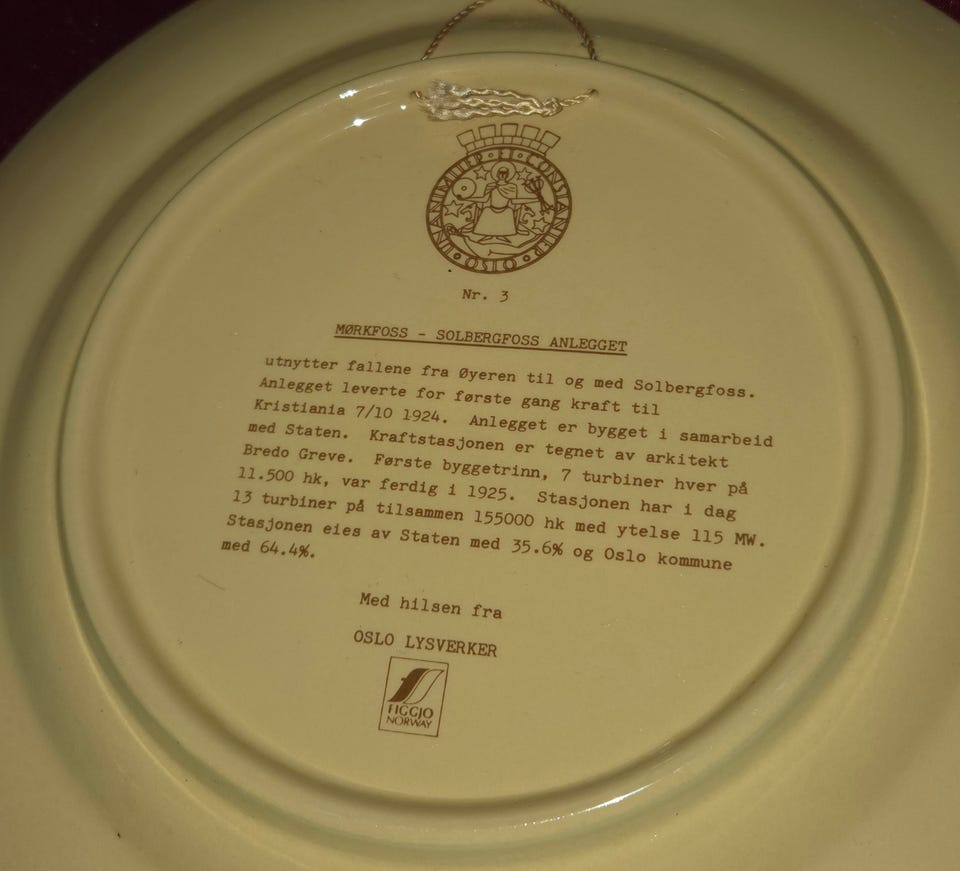 UNANIMITER · ET · CONSTANTER · OSLO ·
Nr. 3
MØRKFOSS - SOLBERGFOSS ANLEGGET
utnytter fallene fra Øyeren til og med Solbergfoss.
Anlegget leverte for første gang kraft til
Kristiania 7/10 1924. Anlegget er bygget i samarbeid
med Staten. Kraftstasjonen er tegnet av arkitekt
Bredo Greve. Første byggetrinn, 7 turbiner hver på
11.500 hk, var ferdig i 1925. Stasjonen har i dag
13 turbiner på tilsammen 155000 hk med ytelse 115 MW.
Stasjonen eies av Staten med 35.6% og Oslo kommune
med 64.4%.
Med hilsen fra
OSLO LYSVERKER
FIGGJO
NORWAY